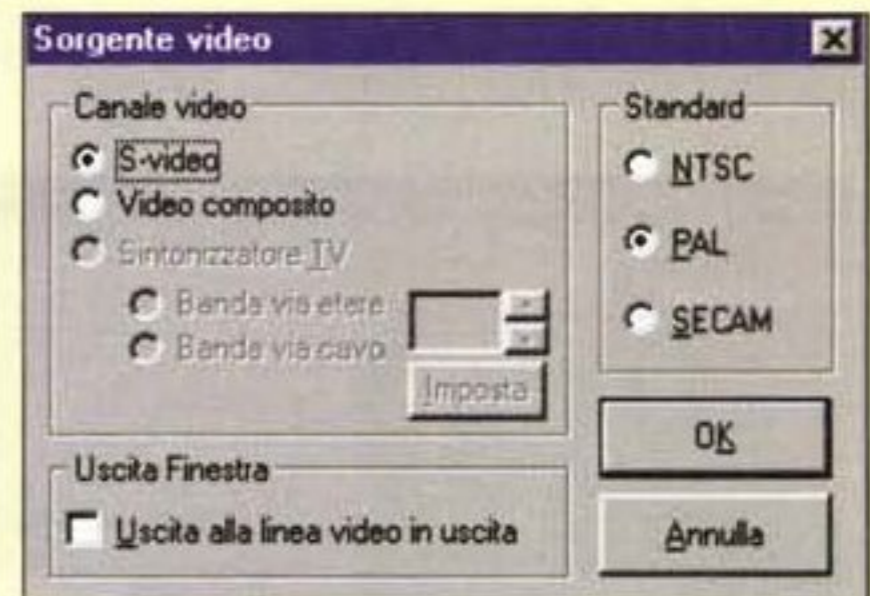 Sorgente video
Canale video
S-video
Video composito
Sintonizzatore TV
Banda via etere
Banda via cavo
Imposta
Uscita Finestra
Uscita alla linea video in uscita
Standard
NTSC
PAL
SECAM
OK
Annulla